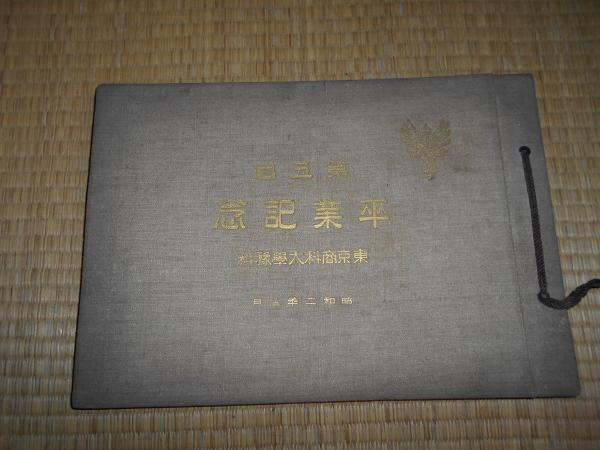 第五回
卒業記念
東京商科大學豫科
昭和二年三月